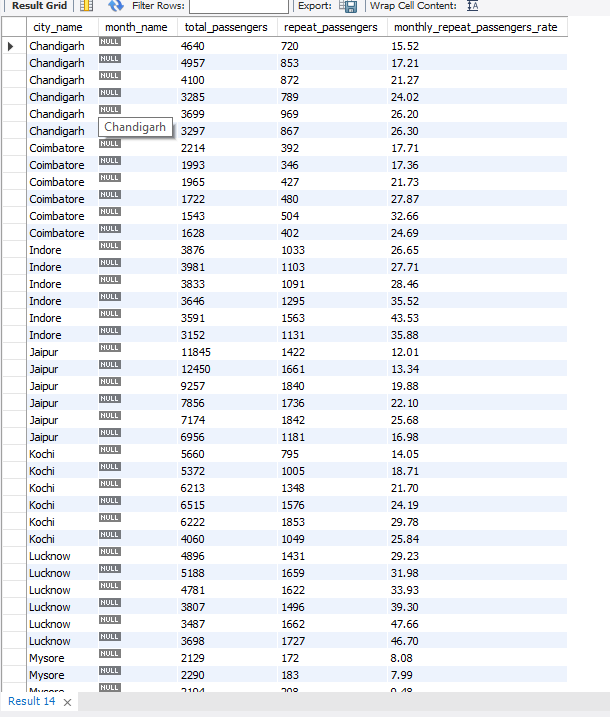 Result Grid Filter Rows: Export: Wrap Cell Content:
city_name month_name total_passengers repeat_passengers monthly_repeat_passengers_rate
Chandigarh NULL 4640 720 15.52
Chandigarh NULL 4957 853 17.21
Chandigarh NULL 4100 872 21.27
Chandigarh NULL 3285 789 24.02
Chandigarh NULL 3699 969 26.20
Chandigarh Chandigarh 3297 867 26.30
Coimbatore NULL 2214 392 17.71
Coimbatore NULL 1993 346 17.36
Coimbatore NULL 1965 427 21.73
Coimbatore NULL 1722 480 27.87
Coimbatore NULL 1543 504 32.66
Coimbatore NULL 1628 402 24.69
Indore NULL 3876 1033 26.65
Indore NULL 3981 1103 27.71
Indore NULL 3833 1091 28.46
Indore NULL 3646 1295 35.52
Indore NULL 3591 1563 43.53
Indore NULL 3152 1131 35.88
Jaipur NULL 11845 1422 12.01
Jaipur NULL 12450 1661 13.34
Jaipur NULL 9257 1840 19.88
Jaipur NULL 7856 1736 22.10
Jaipur NULL 7174 1842 25.68
Jaipur NULL 6956 1181 16.98
Kochi NULL 5660 795 14.05
Kochi NULL 5372 1005 18.71
Kochi NULL 6213 1348 21.70
Kochi NULL 6515 1576 24.19
Kochi NULL 6222 1853 29.78
Kochi NULL 4060 1049 25.84
Lucknow NULL 4896 1431 29.23
Lucknow NULL 5188 1659 31.98
Lucknow NULL 4781 1622 33.93
Lucknow NULL 3807 1496 39.30
Lucknow NULL 3487 1662 47.66
Lucknow NULL 3698 1727 46.70
Mysore NULL 2129 172 8.08
Mysore NULL 2290 183 7.99
Mysore NULL
Result 14